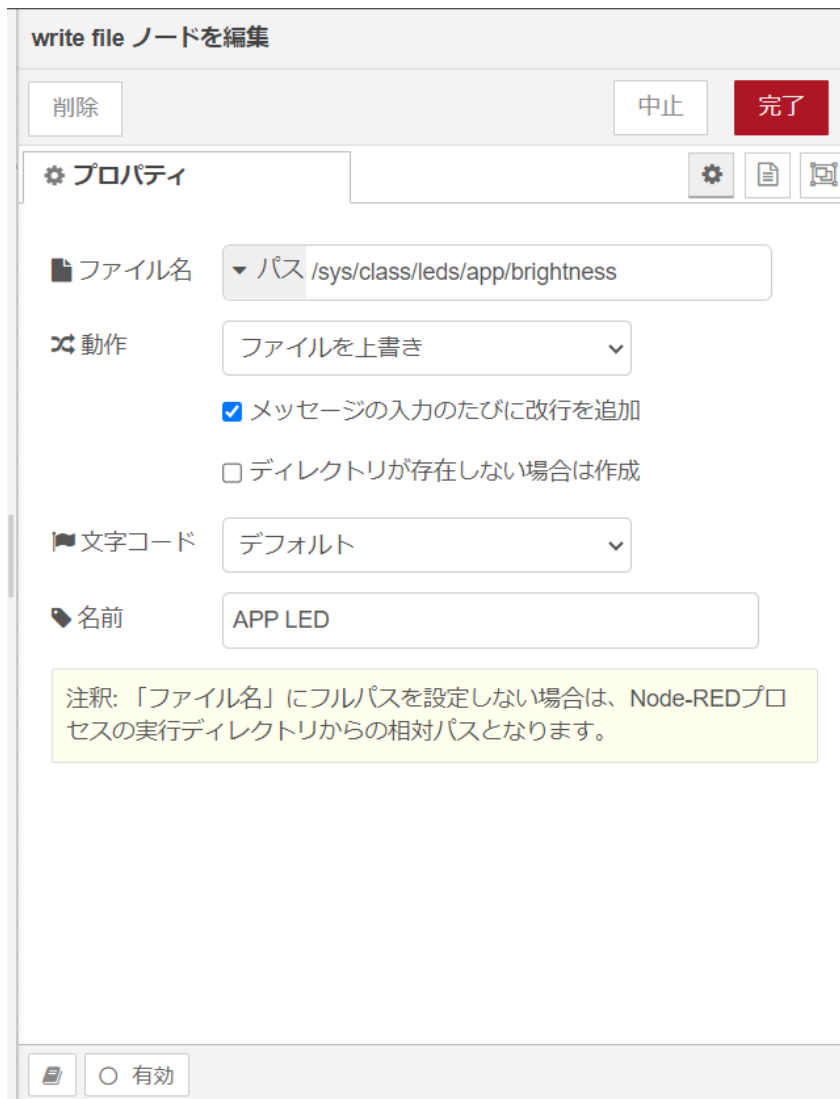 write file ノードを編集
削除 中止 完了
プロパティ
ファイル名 パス /sys/class/leds/app/brightness
動作 ファイルを上書き
メッセージの入力のたびに改行を追加
ディレクトリが存在しない場合は作成
文字コード デフォルト
名前 APP LED
注釈: 「ファイル名」にフルパスを設定しない場合は、Node-REDプロ
セスの実行ディレクトリからの相対パスとなります。
有効